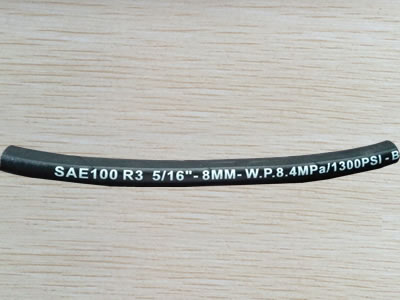 SAE100 R3 5/16"- 8MM- W.P.8.4MPa/1300PSI - B